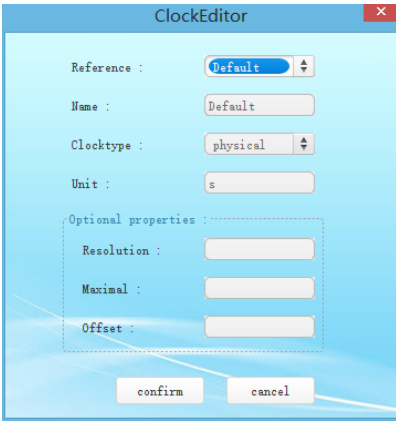 ClockEditor
Reference : Default
Name : Default
Clocktype : physical
Unit : s
Optional properties :
Resolution :
Maximal :
Offset :
confirm cancel